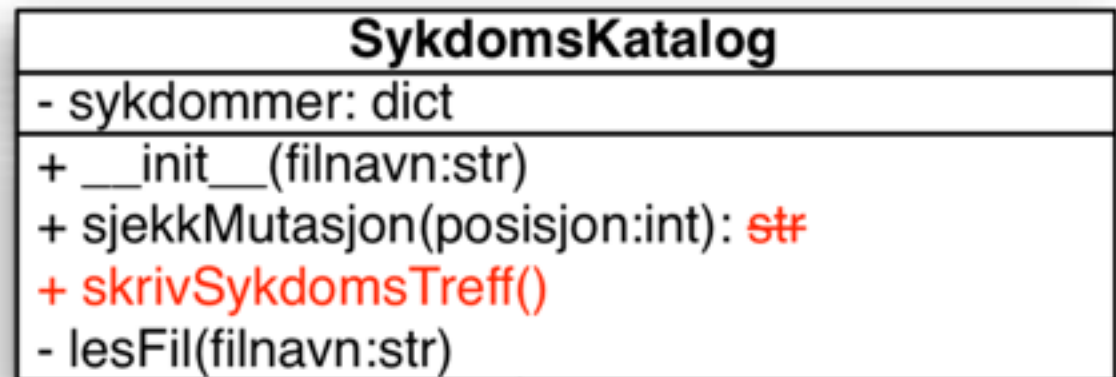 SykdomsKatalog
- sykdommer: dict
+ __init__(filnavn:str)
+ sjekkMutasjon(posisjon:int): str
+ skrivSykdomsTreff()
- lesFil(filnavn:str)